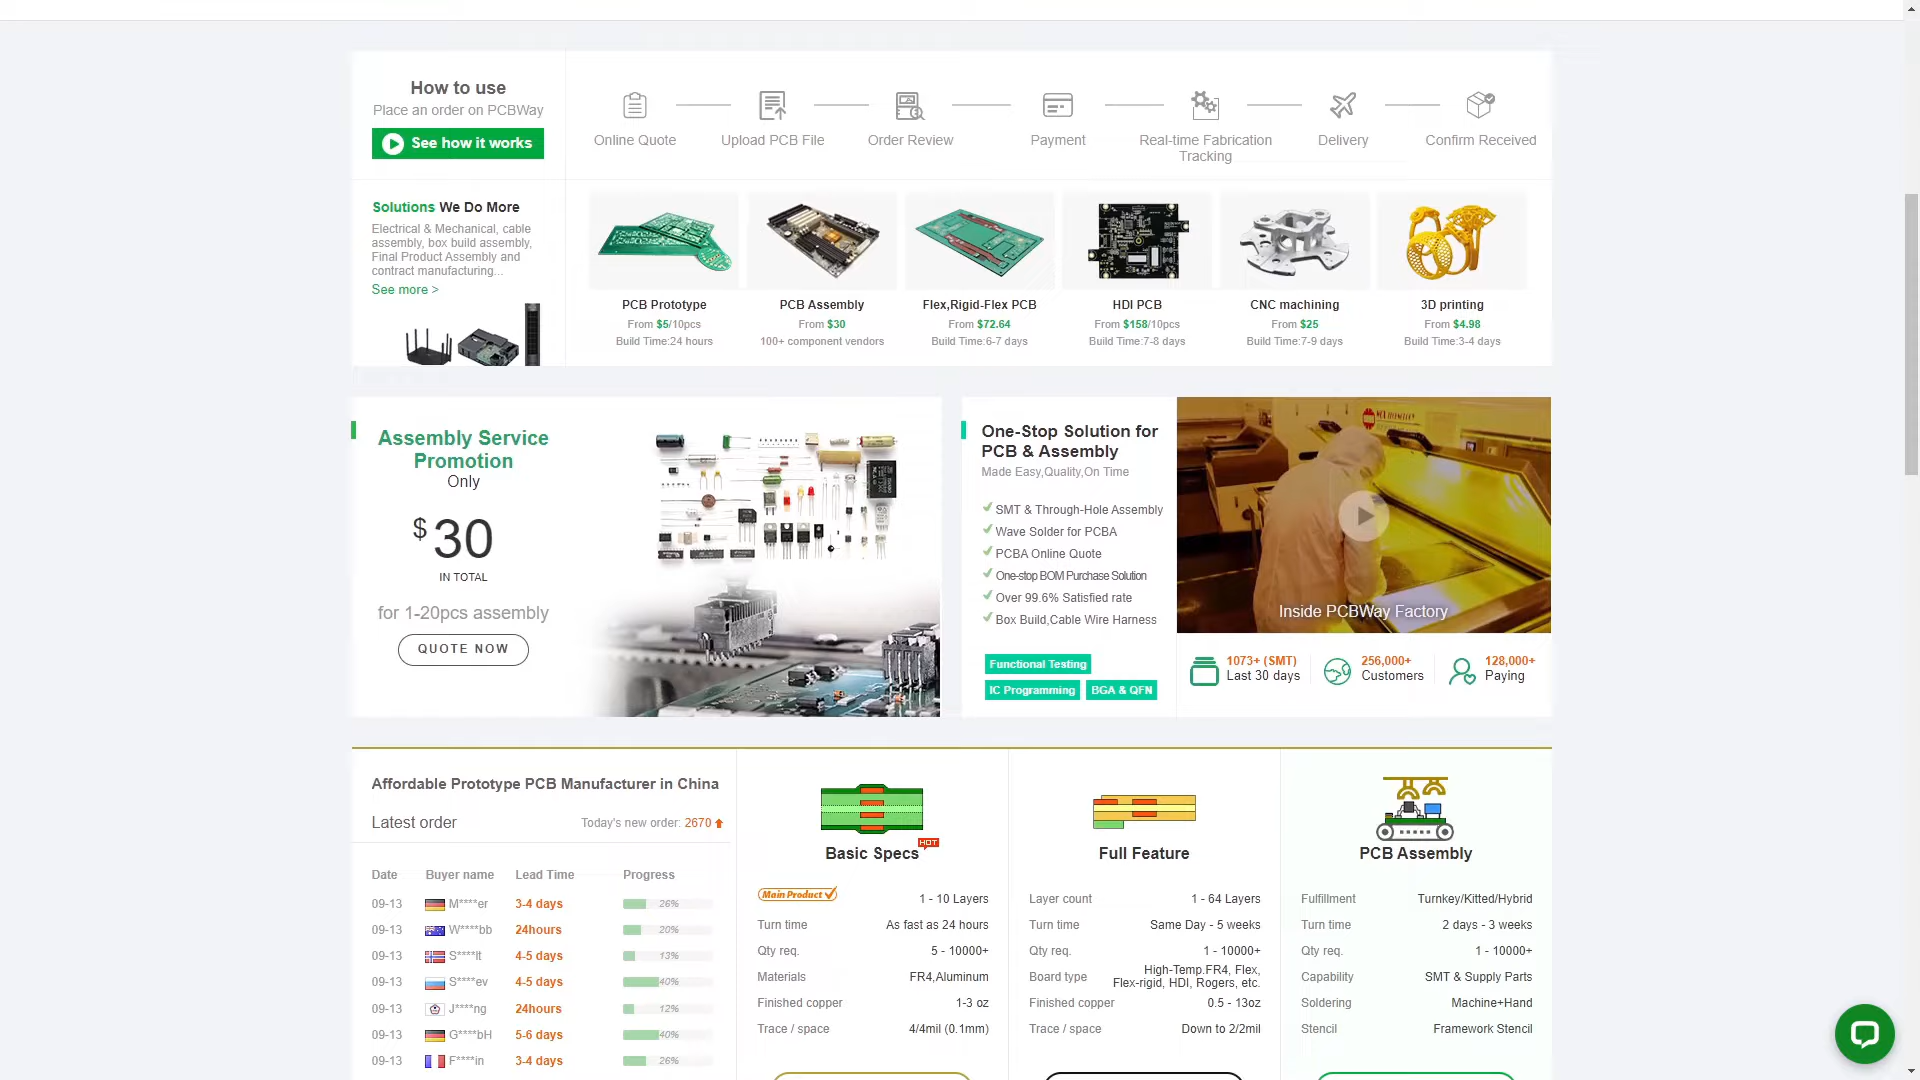 How to use
Place an order on PCBWay
See how it works
Online Quote
Upload PCB File
Order Review
Payment
Real-time Fabrication
Tracking
Delivery
Confirm Received
Solutions We Do More
Electrical & Mechanical, cable
assembly, box build assembly,
Final Product Assembly and
contract manufacturing...
See more >
PCB Prototype
From $5/10pcs
Build Time:24 hours
PCB Assembly
From $30
100+ component vendors
Flex,Rigid-Flex PCB
From $72.64
Build Time:6-7 days
HDI PCB
From $158/10pcs
Build Time:7-8 days
CNC machining
From $25
Build Time:7-9 days
3D printing
From $4.98
Build Time:3-4 days
Assembly Service
Promotion
Only
$30
IN TOTAL
for 1-20pcs assembly
QUOTE NOW
One-Stop Solution for
PCB & Assembly
Made Easy,Quality,On Time
SMT & Through-Hole Assembly
Wave Solder for PCBA
PCBA Online Quote
One-stop BOM Purchase Solution
Over 99.6% Satisfied rate
Box Build,Cable Wire Harness
Functional Testing
IC Programming BGA & QFN
Inside PCBWay Factory
1073+ (SMT)
Last 30 days
256,000+
Customers
128,000+
Paying
Affordable Prototype PCB Manufacturer in China
Latest order Today's new order: 2670
Date Buyer name Lead Time Progress
09-13 M****er 3-4 days 26%
09-13 W****bb 24hours 20%
09-13 S****lt 4-5 days 13%
09-13 S****ev 4-5 days 40%
09-13 J****ng 24hours 12%
09-13 G****bH 5-6 days 40%
09-13 F****in 3-4 days 26%
HOT
Basic Specs
Main Product 1 - 10 Layers
Turn time As fast as 24 hours
Qty req. 5 - 10000+
Materials FR4,Aluminum
Finished copper 1-3 oz
Trace / space 4/4mil (0.1mm)
Full Feature
Layer count 1 - 64 Layers
Turn time Same Day - 5 weeks
Qty req. 1 - 10000+
Board type High-Temp.FR4, Flex,
Flex-rigid, HDI, Rogers, etc.
Finished copper 0.5 - 13oz
Trace / space Down to 2/2mil
PCB Assembly
Fulfillment Turnkey/Kitted/Hybrid
Turn time 2 days - 3 weeks
Qty req. 1 - 10000+
Capability SMT & Supply Parts
Soldering Machine+Hand
Stencil Framework Stencil